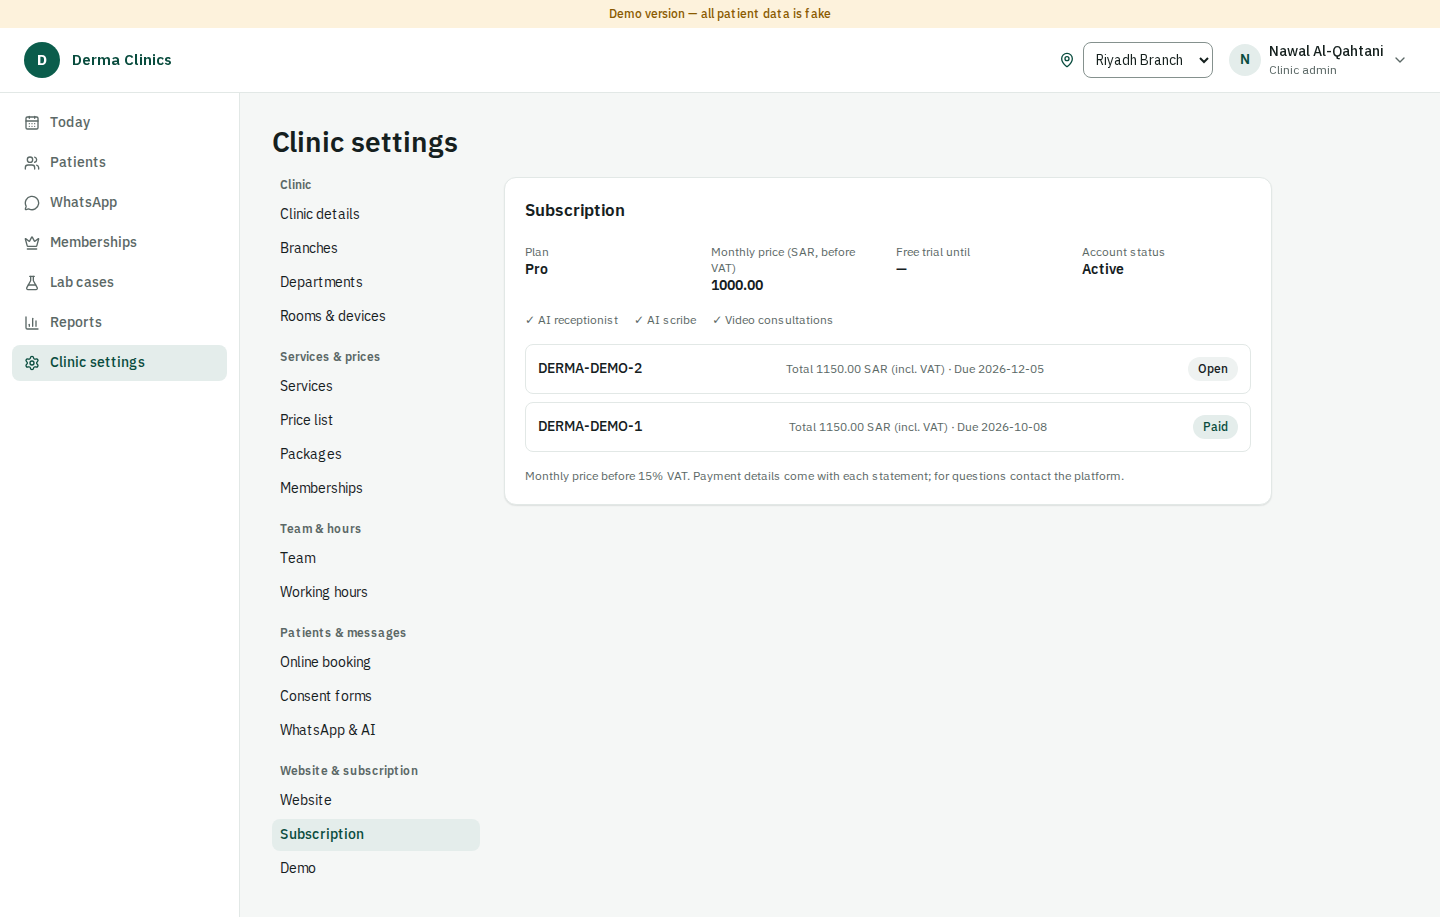 Demo version — all patient data is fake
D
Derma Clinics
Riyadh Branch
N
Nawal Al-Qahtani
Clinic admin
Today
Patients
WhatsApp
Memberships
Lab cases
Reports
Clinic settings
Clinic settings
Clinic
Clinic details
Branches
Departments
Rooms & devices
Services & prices
Services
Price list
Packages
Memberships
Team & hours
Team
Working hours
Patients & messages
Online booking
Consent forms
WhatsApp & AI
Website & subscription
Website
Subscription
Demo
Subscription
Plan
Pro
Monthly price (SAR, before
VAT)
1000.00
Free trial until
—
Account status
Active
✓ AI receptionist ✓ AI scribe ✓ Video consultations
DERMA-DEMO-2 Total 1150.00 SAR (incl. VAT) · Due 2026-12-05 Open
DERMA-DEMO-1 Total 1150.00 SAR (incl. VAT) · Due 2026-10-08 Paid
Monthly price before 15% VAT. Payment details come with each statement; for questions contact the platform.